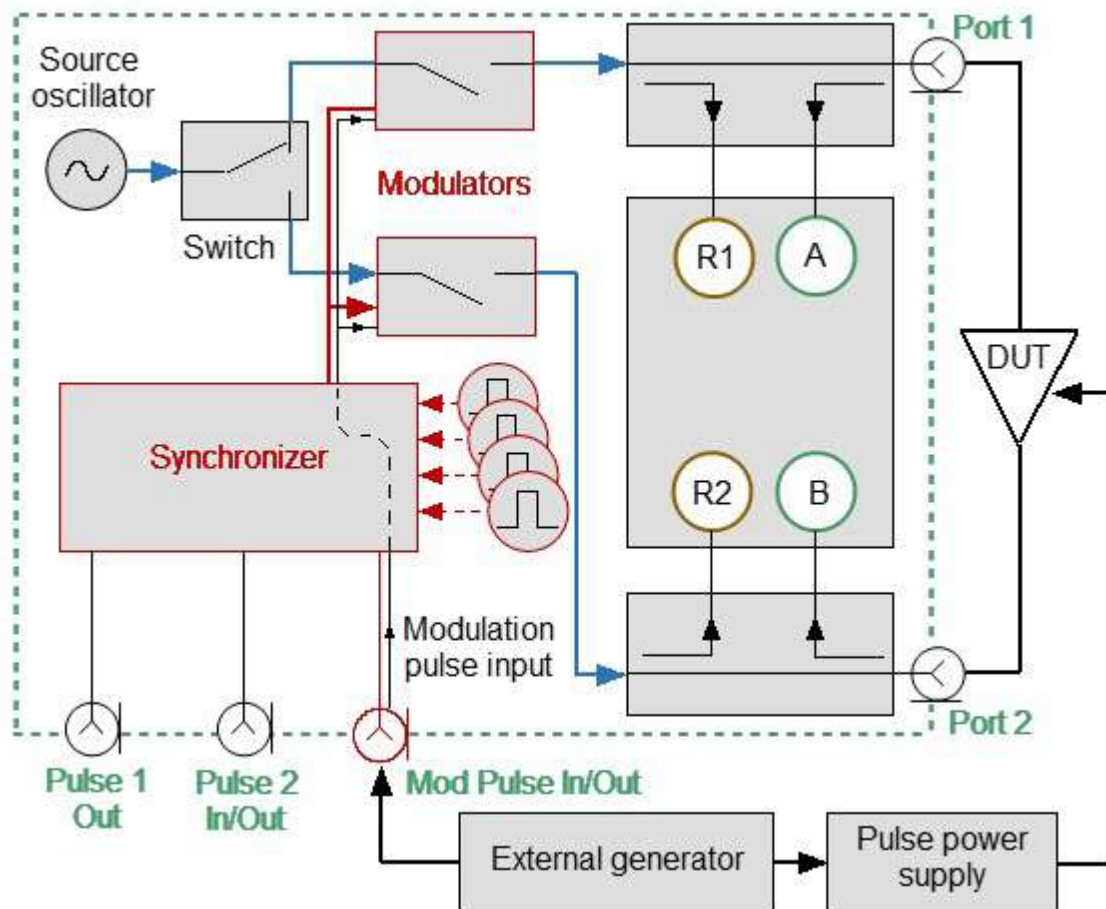 Port 1
Source
oscillator
Modulators
Switch
R1
A
DUT
Synchronizer
R2
B
Modulation
pulse input
Port 2
Pulse 1
Out
Pulse 2
In/Out
Mod Pulse In/Out
External generator
Pulse power
supply